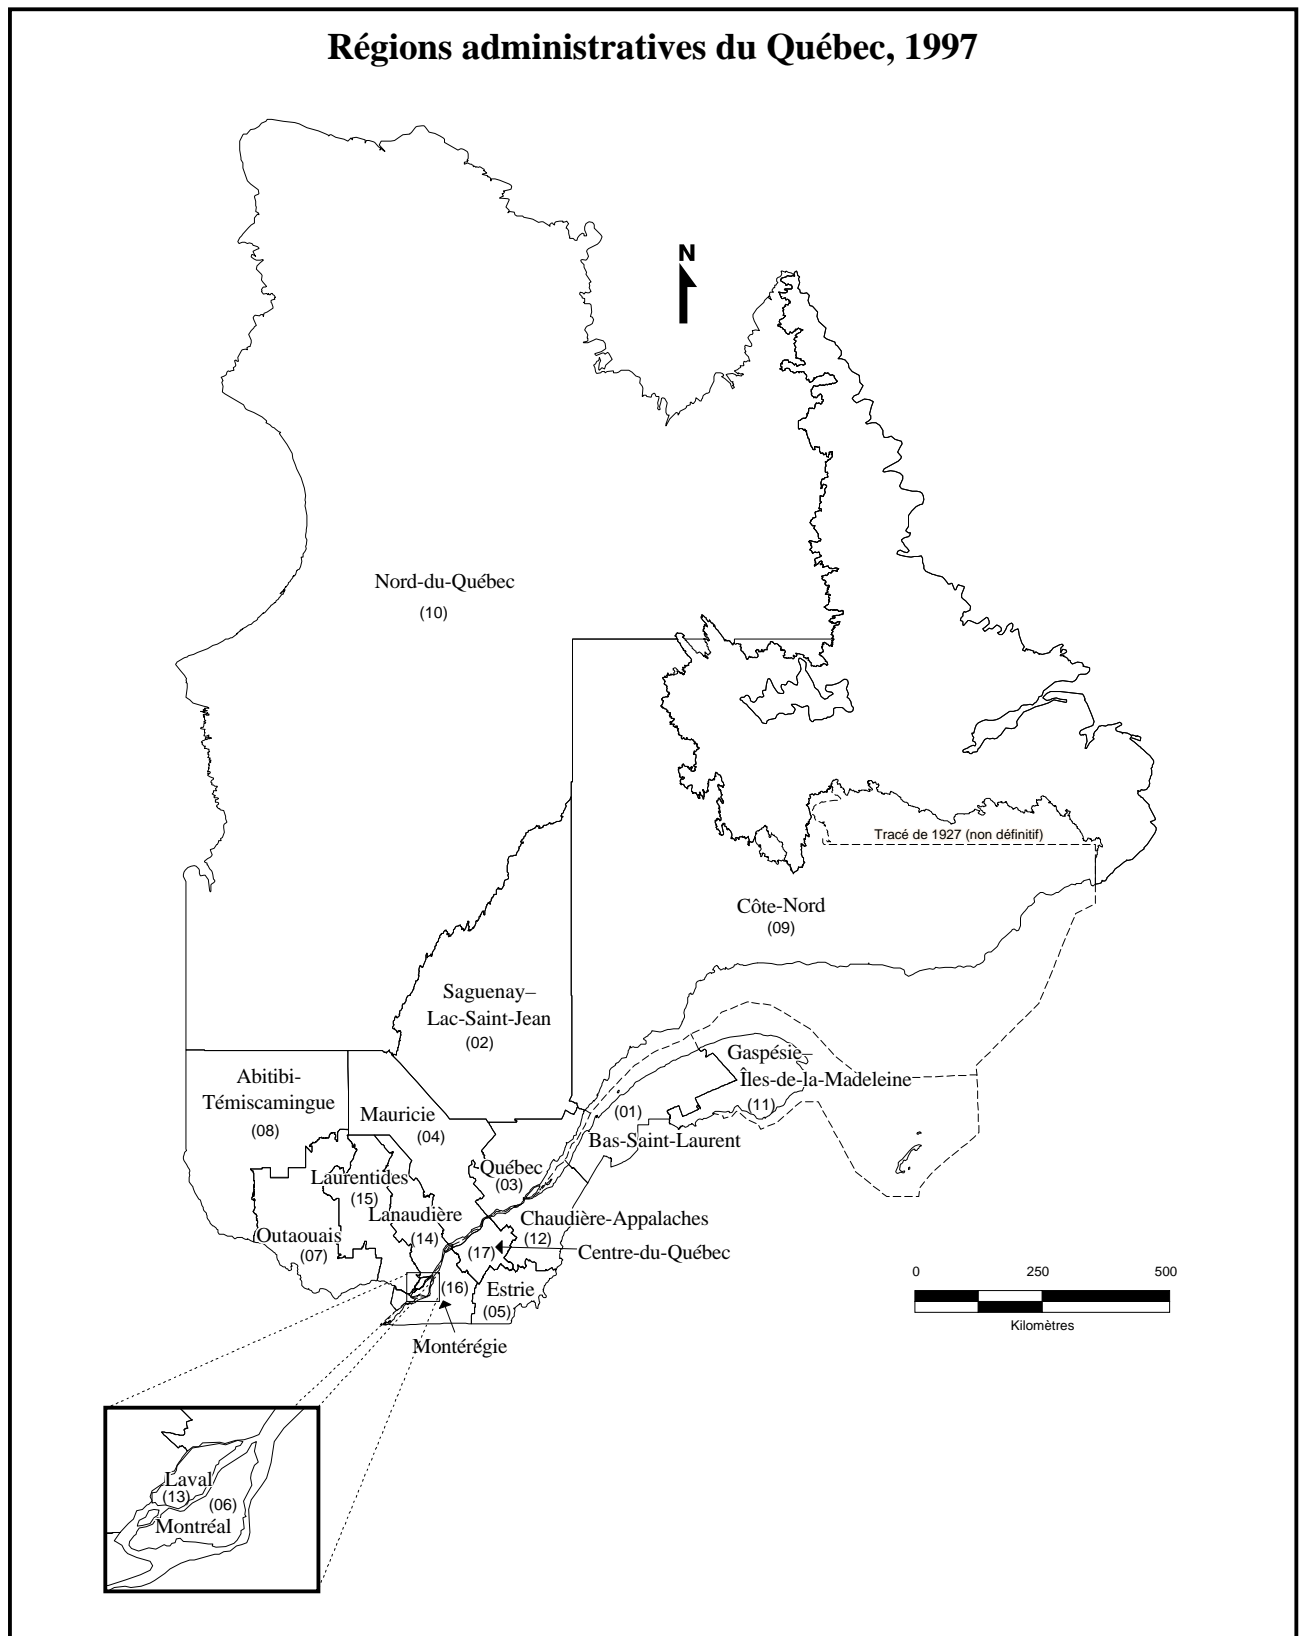 Régions administratives du Québec, 1997
N
Nord-du-Québec
(10)
Tracé de 1927 (non définitif)
Côte-Nord
(09)
Saguenay–
Lac-Saint-Jean
(02)
Gaspésie–
Îles-de-la-Madeleine
(11)
Abitibi-
Témiscamingue
(08)
Mauricie
(04)
(01)
Bas-Saint-Laurent
Québec
(03)
Laurentides
(15)
Lanaudière
(14)
Outaouais
(07)
Chaudière-Appalaches
(12)
(17)
Centre-du-Québec
(16)
Estrie
(05)
Montérégie
0 250 500
Kilomètres
Laval
(13)
(06)
Montréal